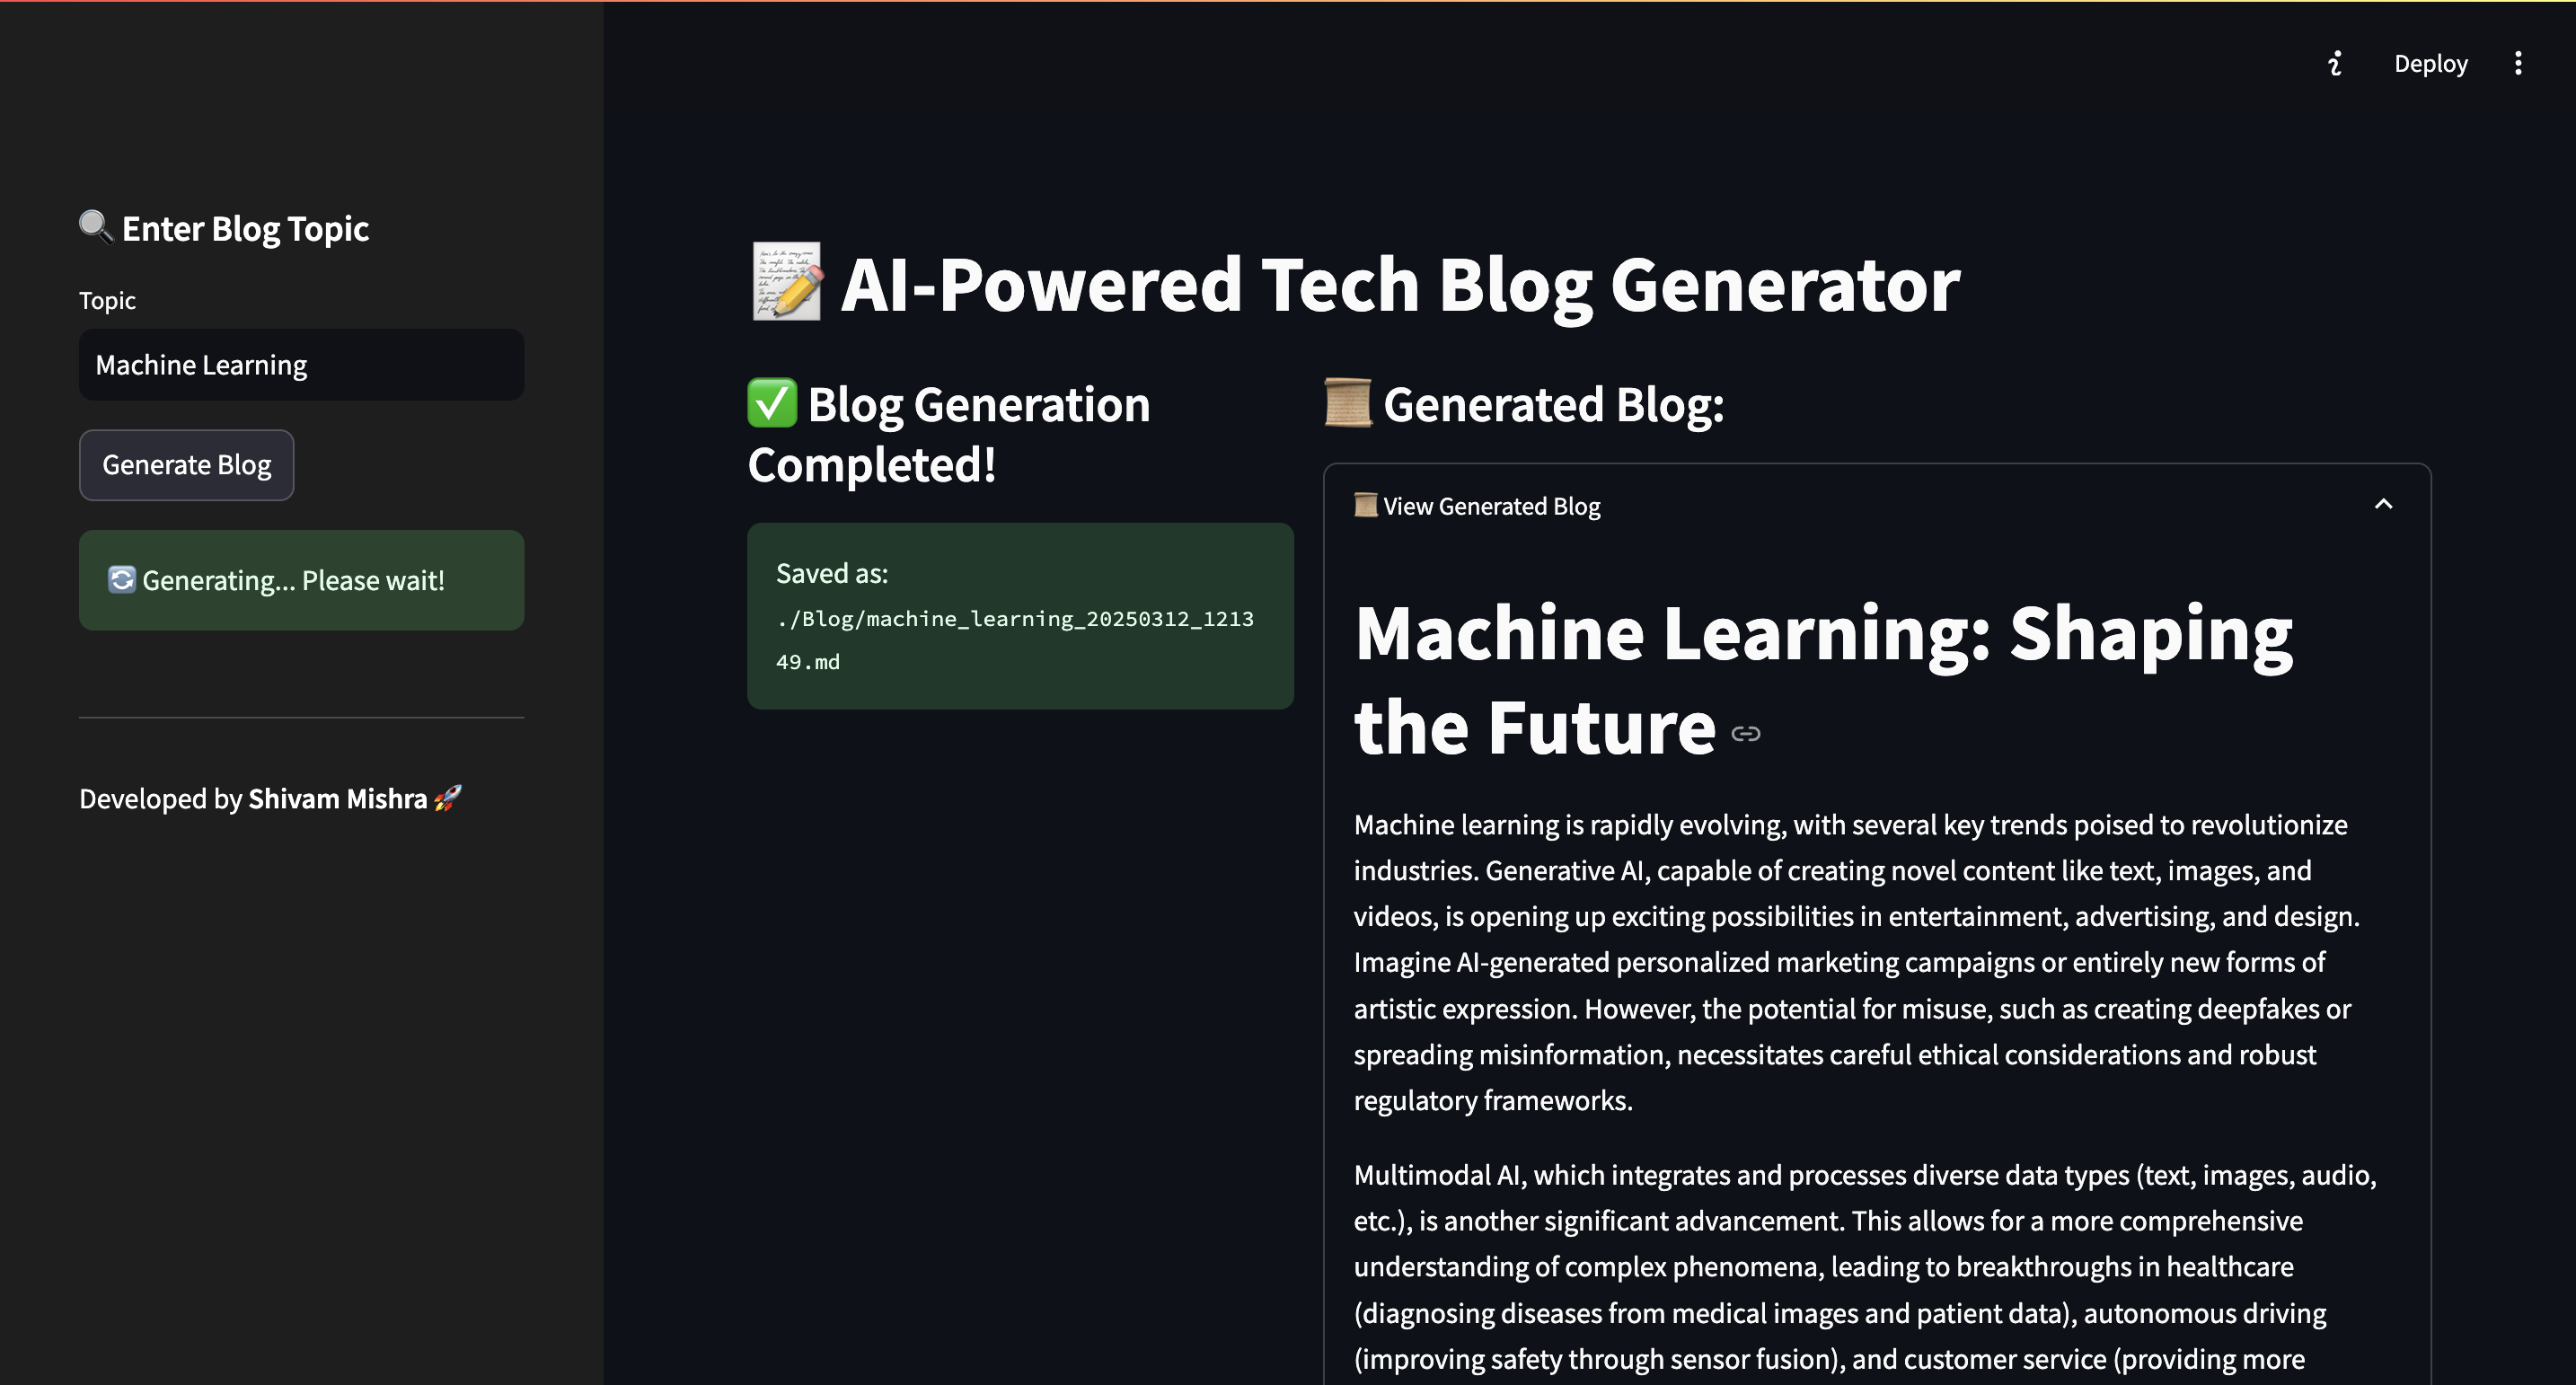 Deploy
Enter Blog Topic
Topic
Machine Learning
Generate Blog
Generating... Please wait!
Developed by Shivam Mishra
AI-Powered Tech Blog Generator
Blog Generation
Completed!
Saved as:
./Blog/machine_learning_20250312_1213
49.md
Generated Blog:
View Generated Blog
Machine Learning: Shaping
the Future
Machine learning is rapidly evolving, with several key trends poised to revolutionize
industries. Generative AI, capable of creating novel content like text, images, and
videos, is opening up exciting possibilities in entertainment, advertising, and design.
Imagine AI-generated personalized marketing campaigns or entirely new forms of
artistic expression. However, the potential for misuse, such as creating deepfakes or
spreading misinformation, necessitates careful ethical considerations and robust
regulatory frameworks.
Multimodal AI, which integrates and processes diverse data types (text, images, audio,
etc.), is another significant advancement. This allows for a more comprehensive
understanding of complex phenomena, leading to breakthroughs in healthcare
(diagnosing diseases from medical images and patient data), autonomous driving
(improving safety through sensor fusion), and customer service (providing more